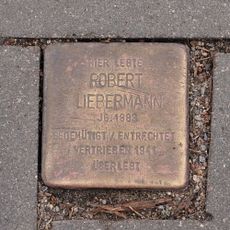 HIER LEBTE
ROBERT
LIEBERMANN
JG. 1883
GEDEMÜTIGT / ENTRECHTET
VERTRIEBEN 1941
ÜBERLEBT